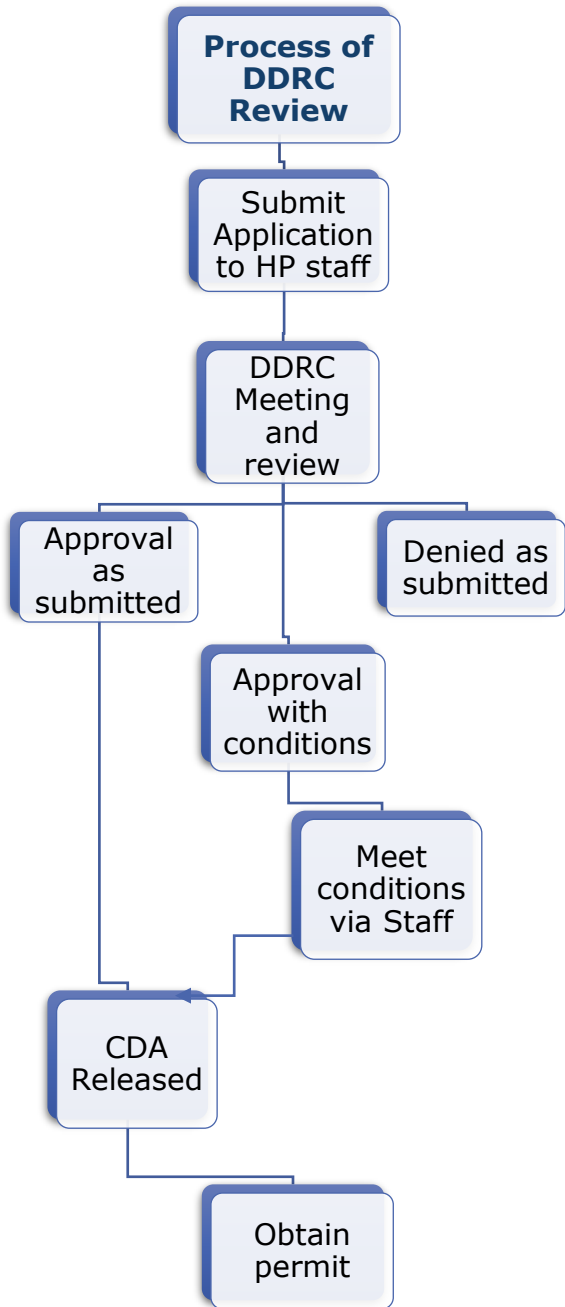 Process of
DDRC
Review
Submit
Application
to HP staff
DDRC
Meeting
and
review
Approval
as
submitted
Denied as
submitted
Approval
with
conditions
Meet
conditions
via Staff
CDA
Released
Obtain
permit